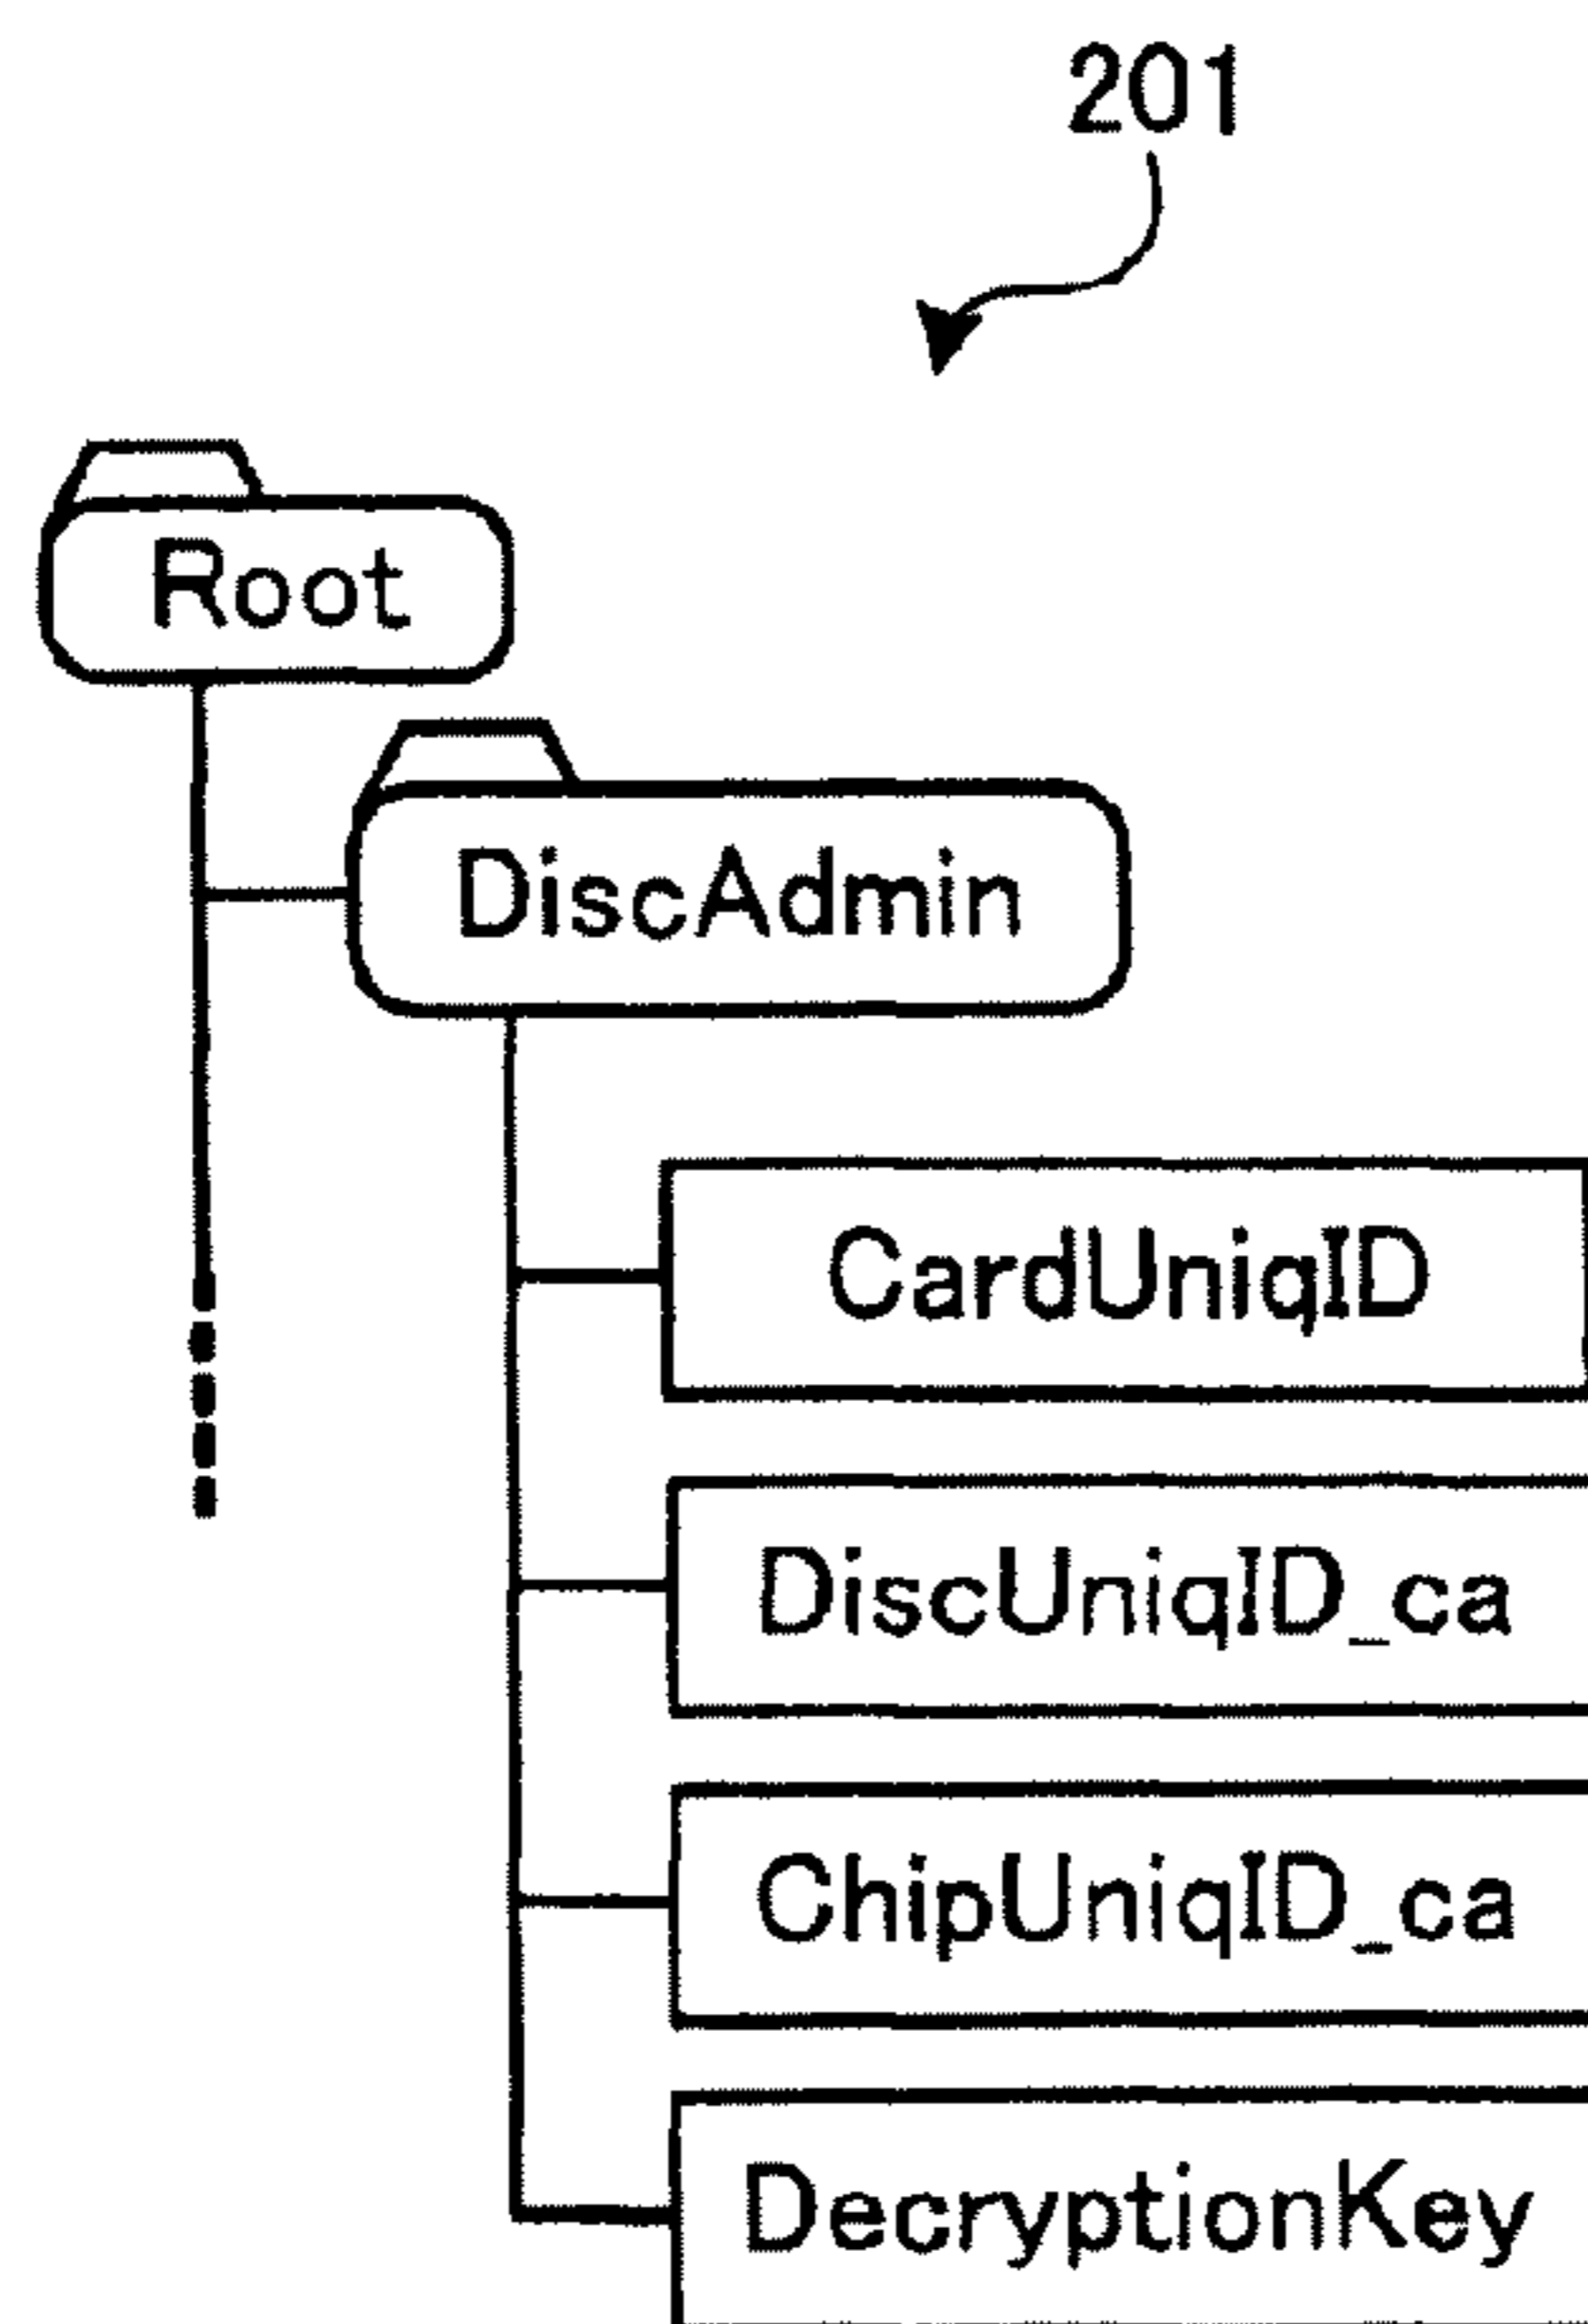 201
Root
DiscAdmin
CardUniqID
DiscUniqID_ca
ChipUniqID_ca
DecryptionKey